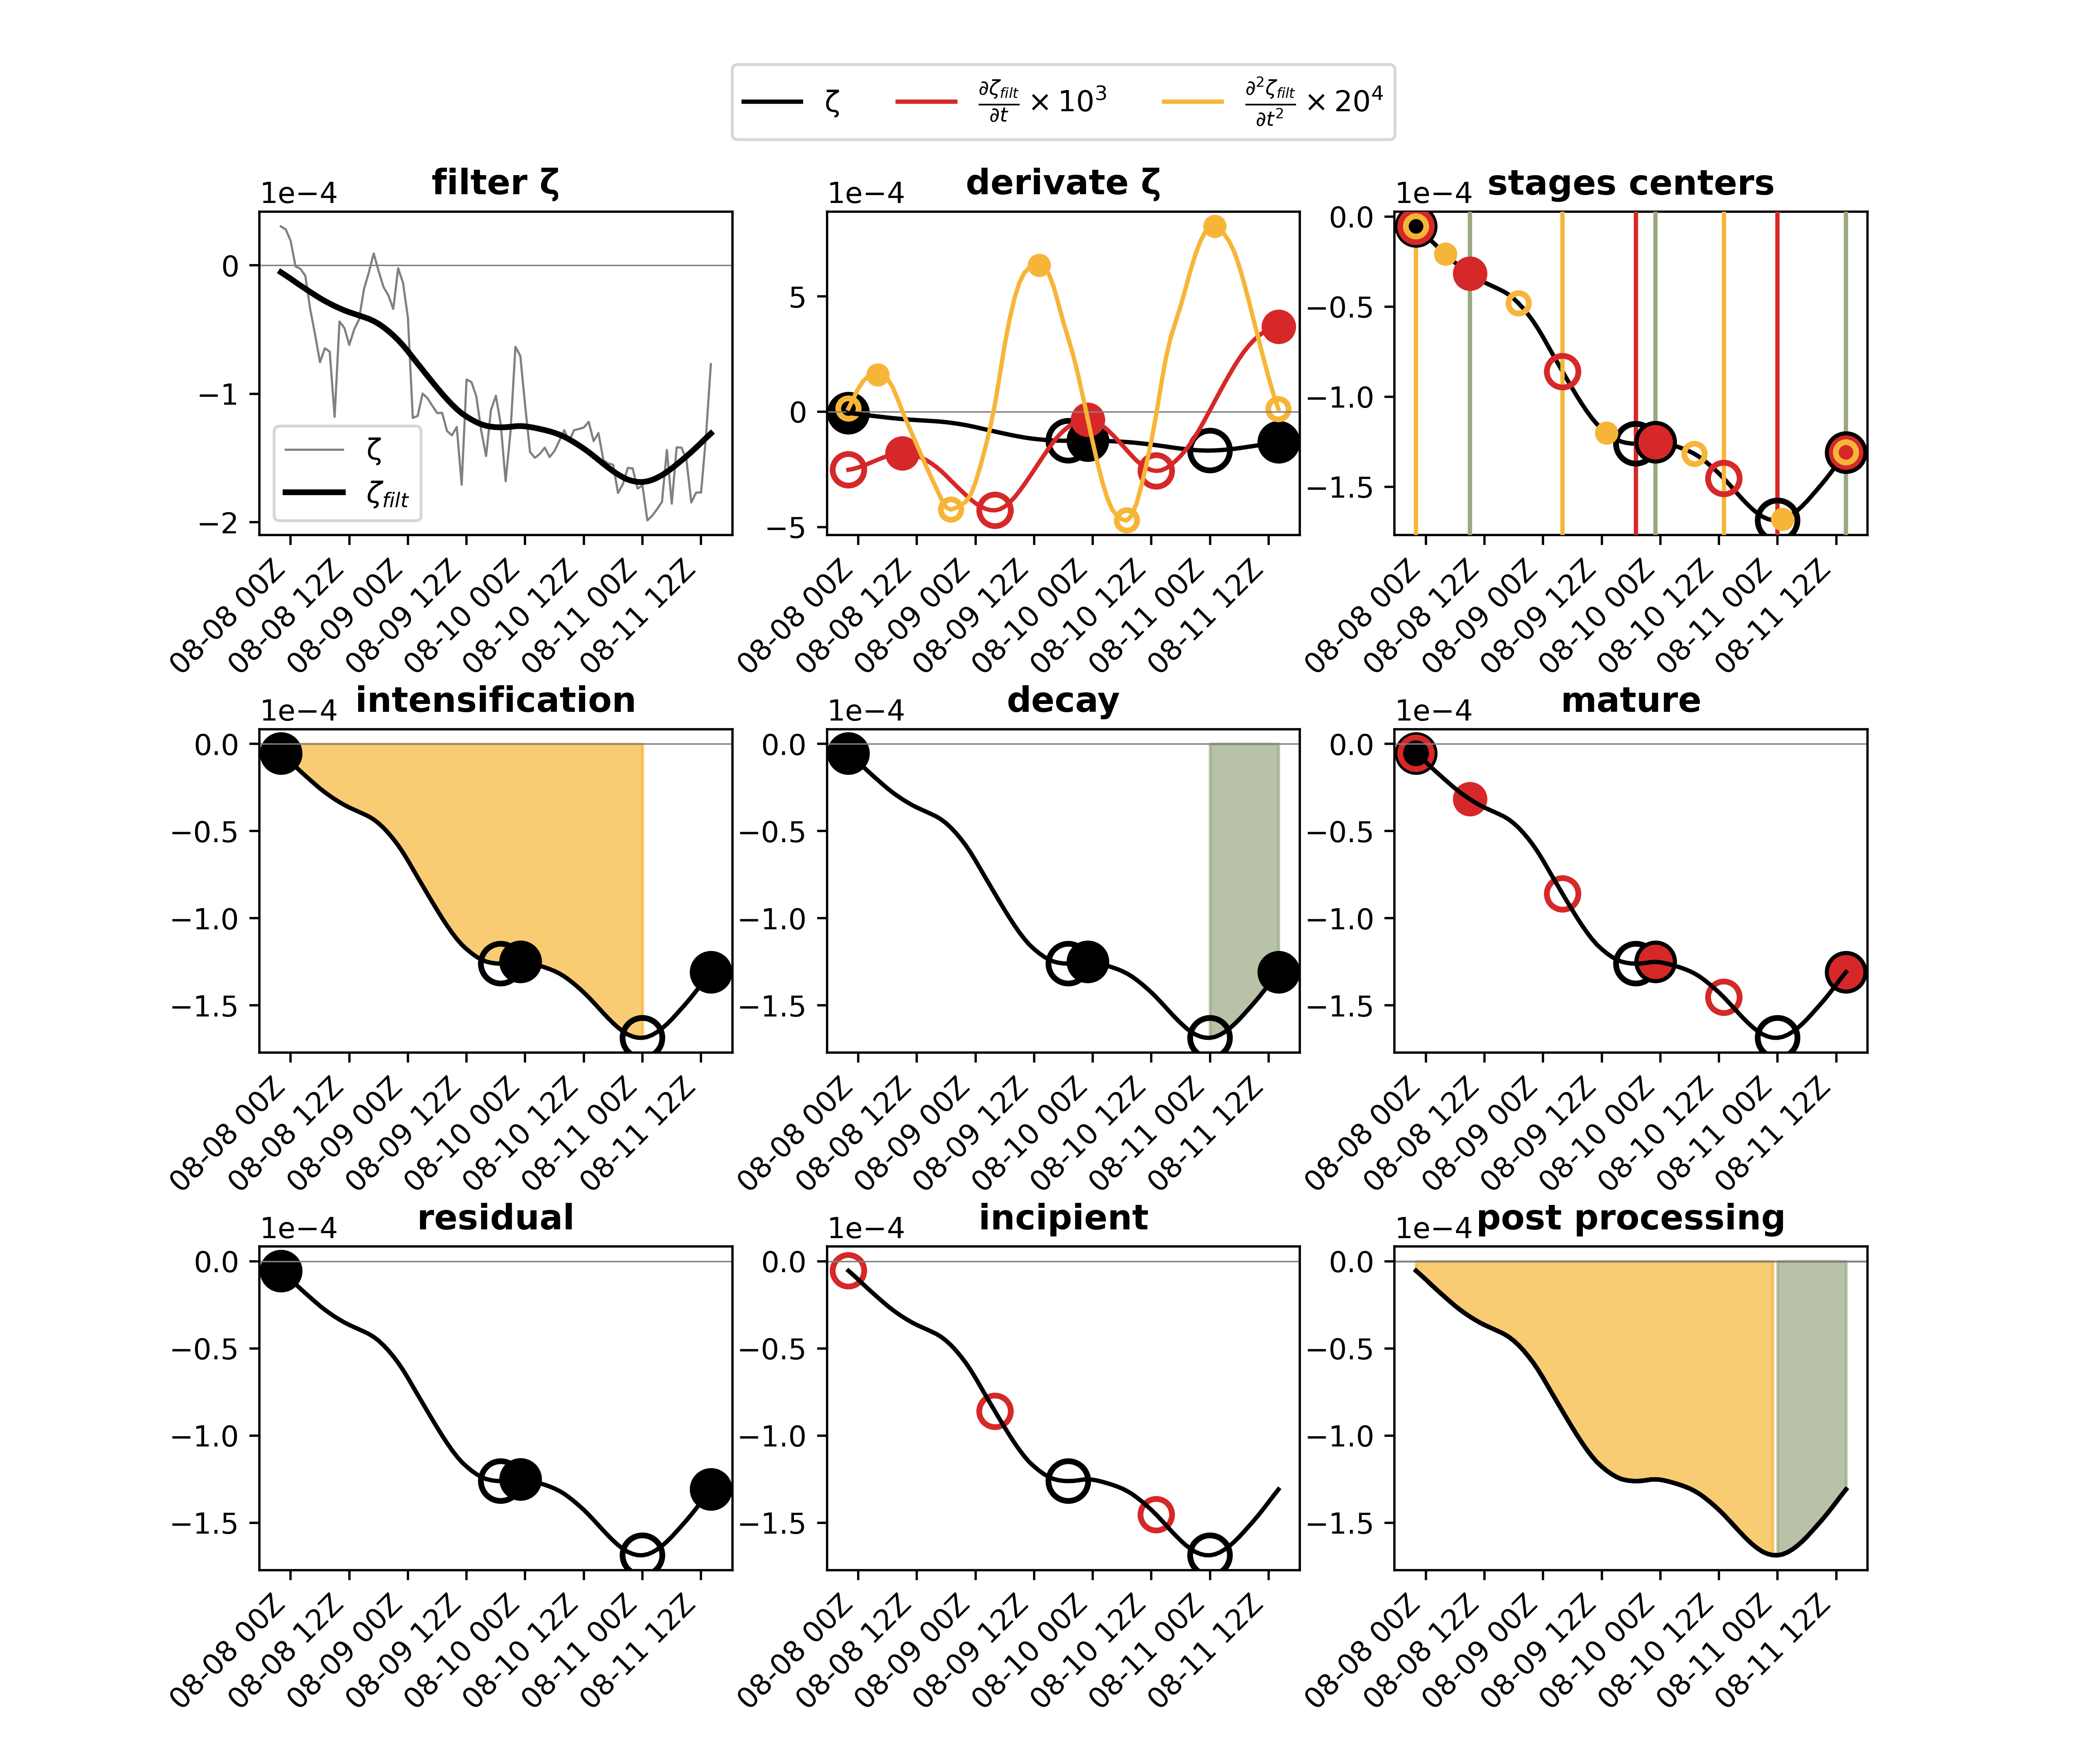 ζ ∂ζfilt/∂t × 10³ ∂²ζfilt/∂t² × 20⁴
filter ζ derivate ζ stages centers
1e−4 1e−4 1e−4
0
−1
−2
ζ
ζfilt
08-08 00Z 08-08 12Z 08-09 00Z 08-09 12Z 08-10 00Z 08-10 12Z 08-11 00Z 08-11 12Z
5
0
−5
08-08 00Z 08-08 12Z 08-09 00Z 08-09 12Z 08-10 00Z 08-10 12Z 08-11 00Z 08-11 12Z
0.0
−0.5
−1.0
−1.5
08-08 00Z 08-08 12Z 08-09 00Z 08-09 12Z 08-10 00Z 08-10 12Z 08-11 00Z 08-11 12Z
intensification decay mature
1e−4 1e−4 1e−4
0.0
−0.5
−1.0
−1.5
08-08 00Z 08-08 12Z 08-09 00Z 08-09 12Z 08-10 00Z 08-10 12Z 08-11 00Z 08-11 12Z
0.0
−0.5
−1.0
−1.5
08-08 00Z 08-08 12Z 08-09 00Z 08-09 12Z 08-10 00Z 08-10 12Z 08-11 00Z 08-11 12Z
0.0
−0.5
−1.0
−1.5
08-08 00Z 08-08 12Z 08-09 00Z 08-09 12Z 08-10 00Z 08-10 12Z 08-11 00Z 08-11 12Z
residual incipient post processing
1e−4 1e−4 1e−4
0.0
−0.5
−1.0
−1.5
08-08 00Z 08-08 12Z 08-09 00Z 08-09 12Z 08-10 00Z 08-10 12Z 08-11 00Z 08-11 12Z
0.0
−0.5
−1.0
−1.5
08-08 00Z 08-08 12Z 08-09 00Z 08-09 12Z 08-10 00Z 08-10 12Z 08-11 00Z 08-11 12Z
0.0
−0.5
−1.0
−1.5
08-08 00Z 08-08 12Z 08-09 00Z 08-09 12Z 08-10 00Z 08-10 12Z 08-11 00Z 08-11 12Z